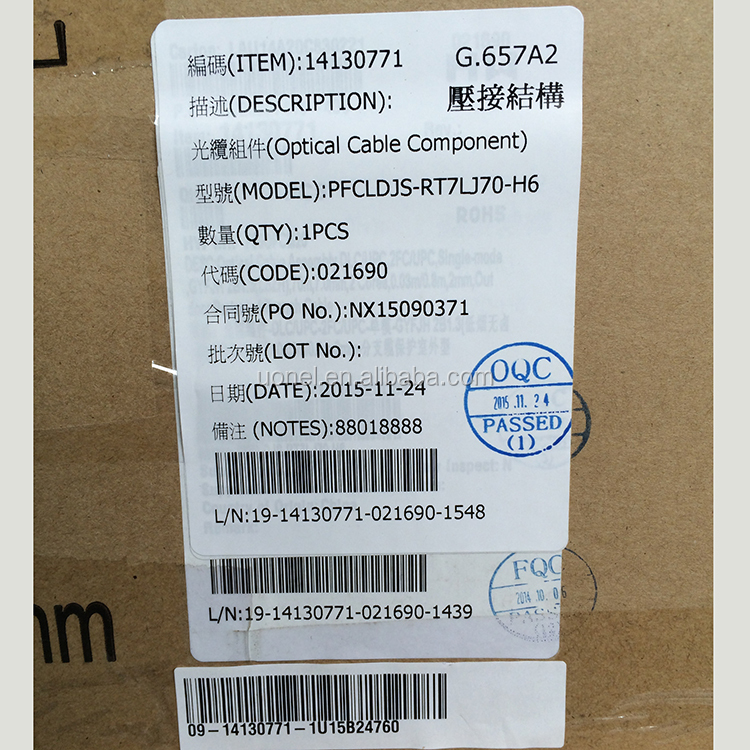 編碼(ITEM):14130771 G.657A2
描述(DESCRIPTION): 壓接結構
光纜組件(Optical Cable Component)
型號(MODEL):PFCLDJS-RT7LJ70-H6
數量(QTY):1PCS
代碼(CODE):021690
合同號(PO No.):NX15090371
批次號(LOT No.):
uonel.en.alibaba.com
日期(DATE):2015-11-24
備注 (NOTES):88018888
OQC
2015.11.24
PASSED
(1)
L/N:19-14130771-021690-1548
FQC
2014.10.06
PASSED
L/N:19-14130771-021690-1439
09-14130771-1U15B24760